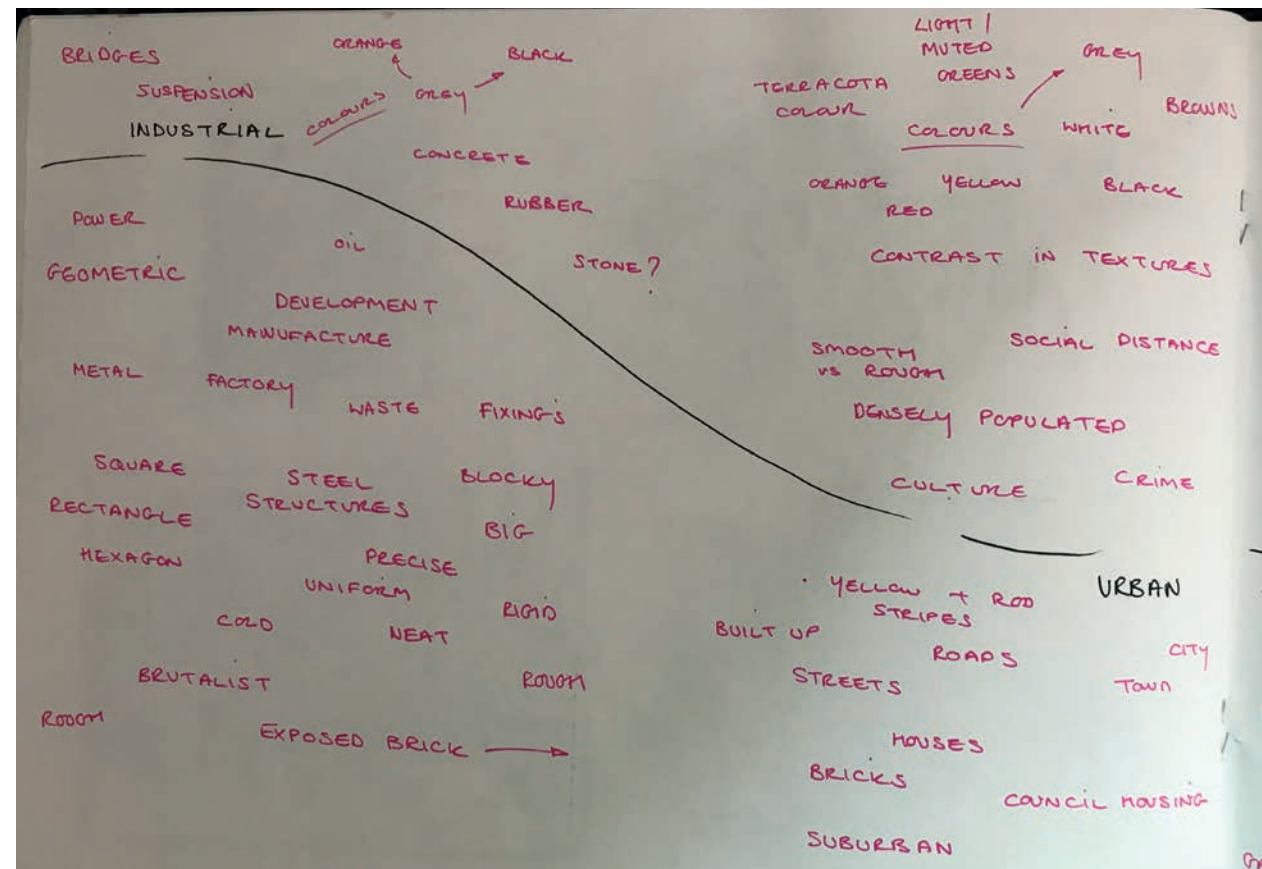 BRIDGES
SUSPENSION
INDUSTRIAL
COLOURS
ORANGE
GREY
BLACK
CONCRETE
RUBBER
STONE?
POWER
OIL
GEOMETRIC
DEVELOPMENT
MANUFACTURE
METAL
FACTORY
WASTE
FIXING'S
SQUARE
STEEL
STRUCTURES
BLOCKY
RECTANGLE
BIG
HEXAGON
PRECISE
UNIFORM
RIGID
COLD
NEAT
BRUTALIST
ROUGH
ROUGH
EXPOSED BRICK
LIGHT /
MUTED
GREENS
GREY
TERRACOTA
COLOUR
BROWNS
COLOURS
WHITE
ORANGE
YELLOW
BLACK
RED
CONTRAST IN TEXTURES
SOCIAL DISTANCE
SMOOTH
VS ROUGH
DENSELY POPULATED
CULTURE
CRIME
URBAN
YELLOW + ROD
STRIPES
BUILT UP
ROADS
CITY
STREETS
TOWN
HOUSES
BRICKS
COUNCIL HOUSING
SUBURBAN